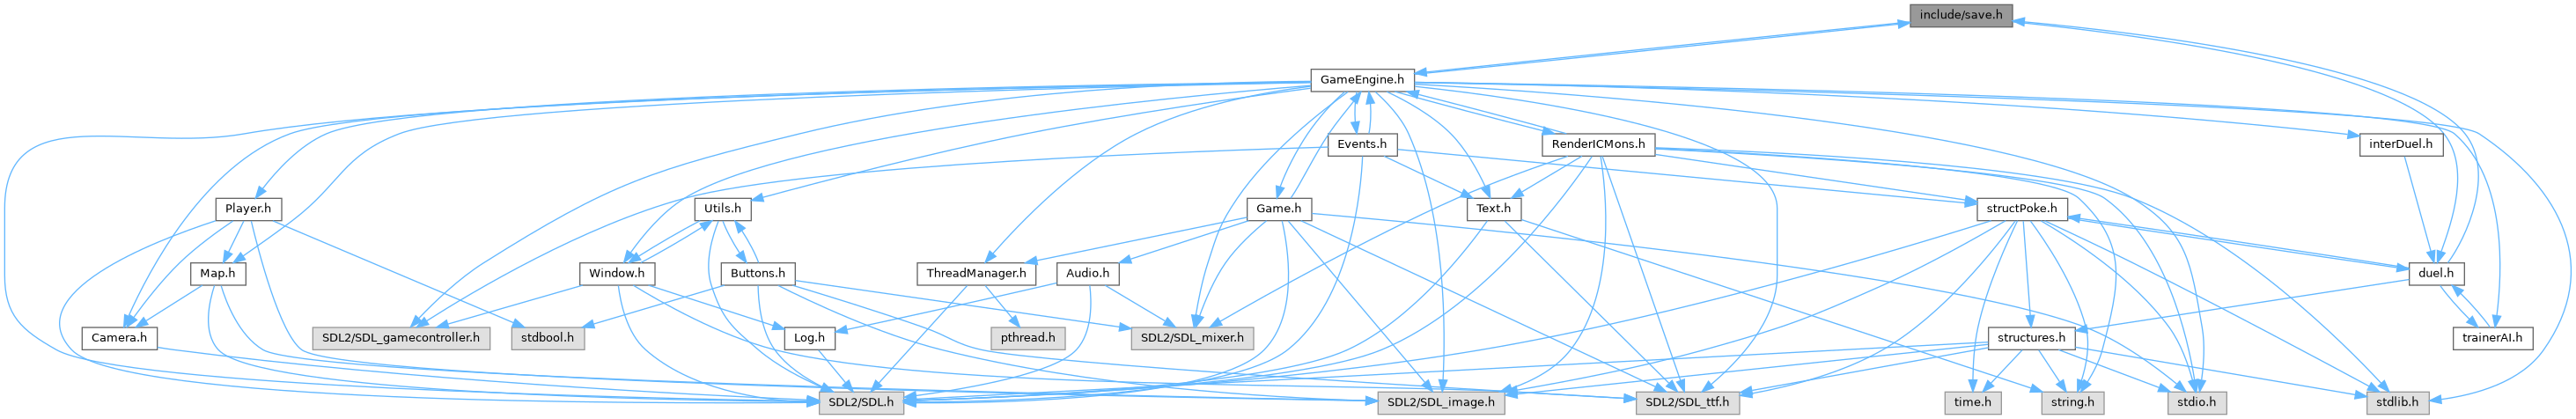 include/save.h
GameEngine.h
Events.h
RenderICMons.h
interDuel.h
Player.h
Utils.h
Game.h
Text.h
structPoke.h
Map.h
Window.h
Buttons.h
ThreadManager.h
Audio.h
duel.h
Camera.h
SDL2/SDL_gamecontroller.h
stdbool.h
Log.h
pthread.h
SDL2/SDL_mixer.h
structures.h
trainerAI.h
SDL2/SDL.h
SDL2/SDL_image.h
SDL2/SDL_ttf.h
time.h
string.h
stdio.h
stdlib.h